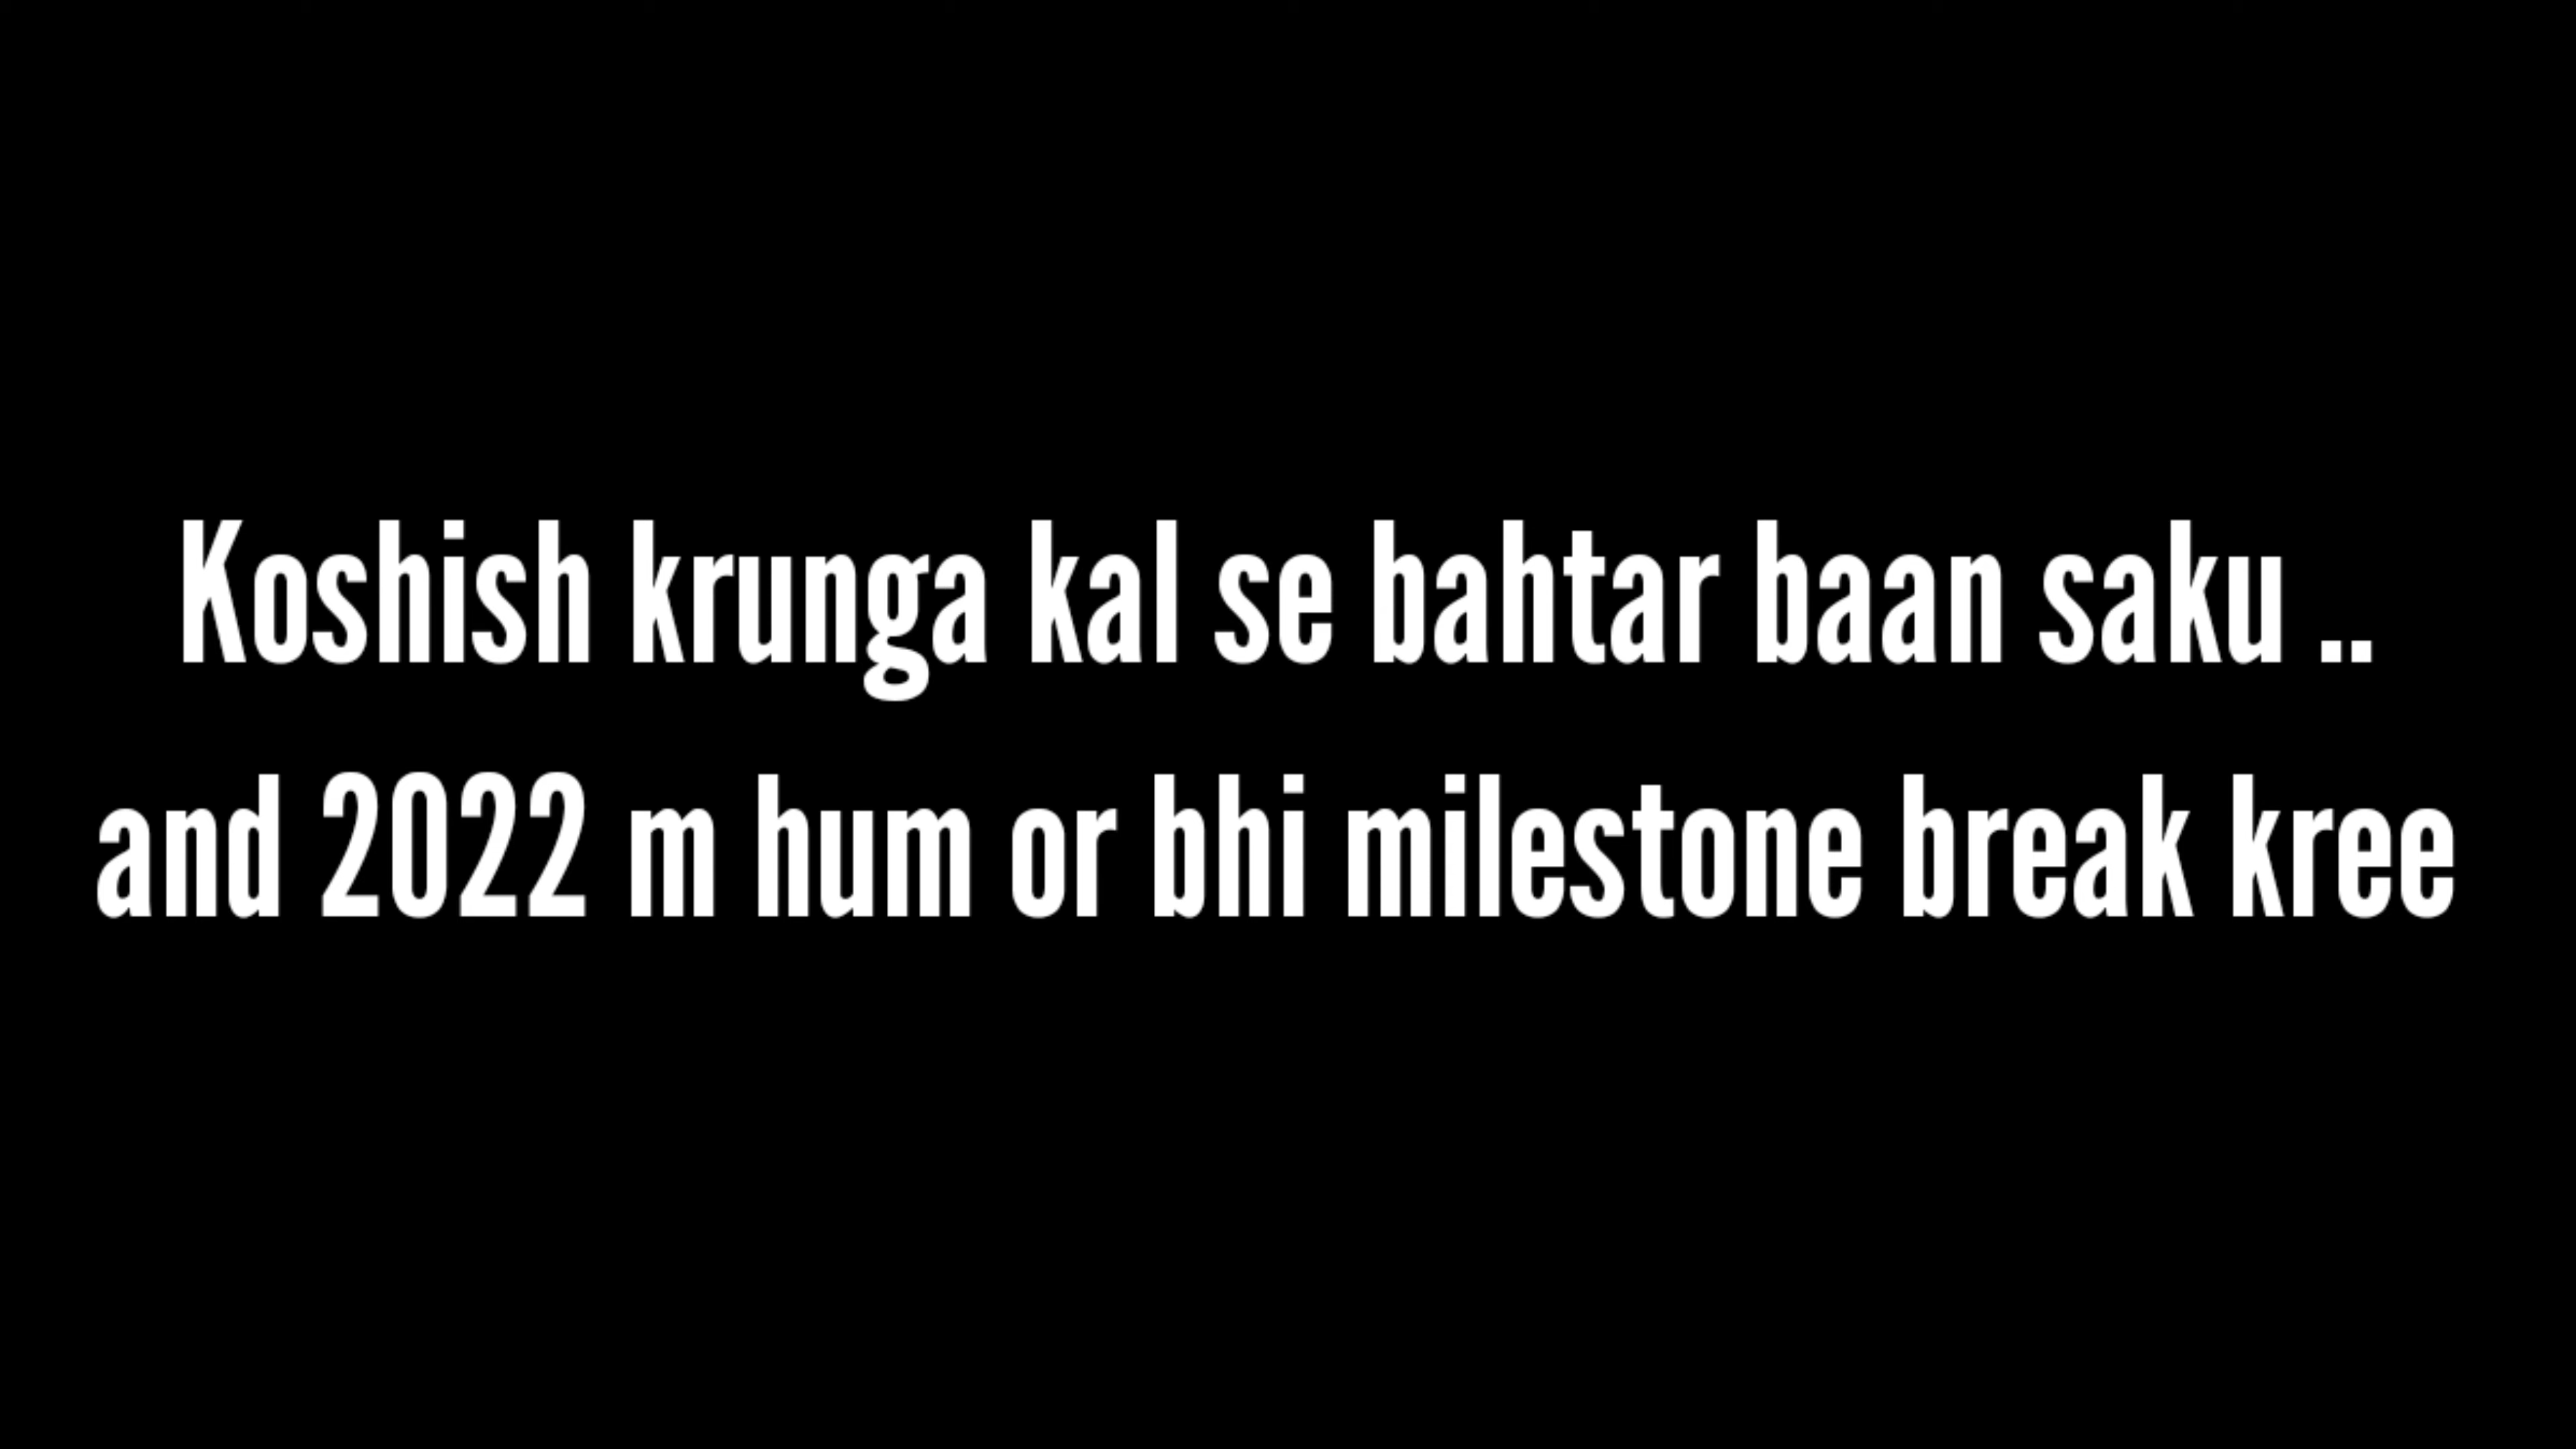 Koshish krunga kal se bahtar baan saku ..
and 2022 m hum or bhi milestone break kree